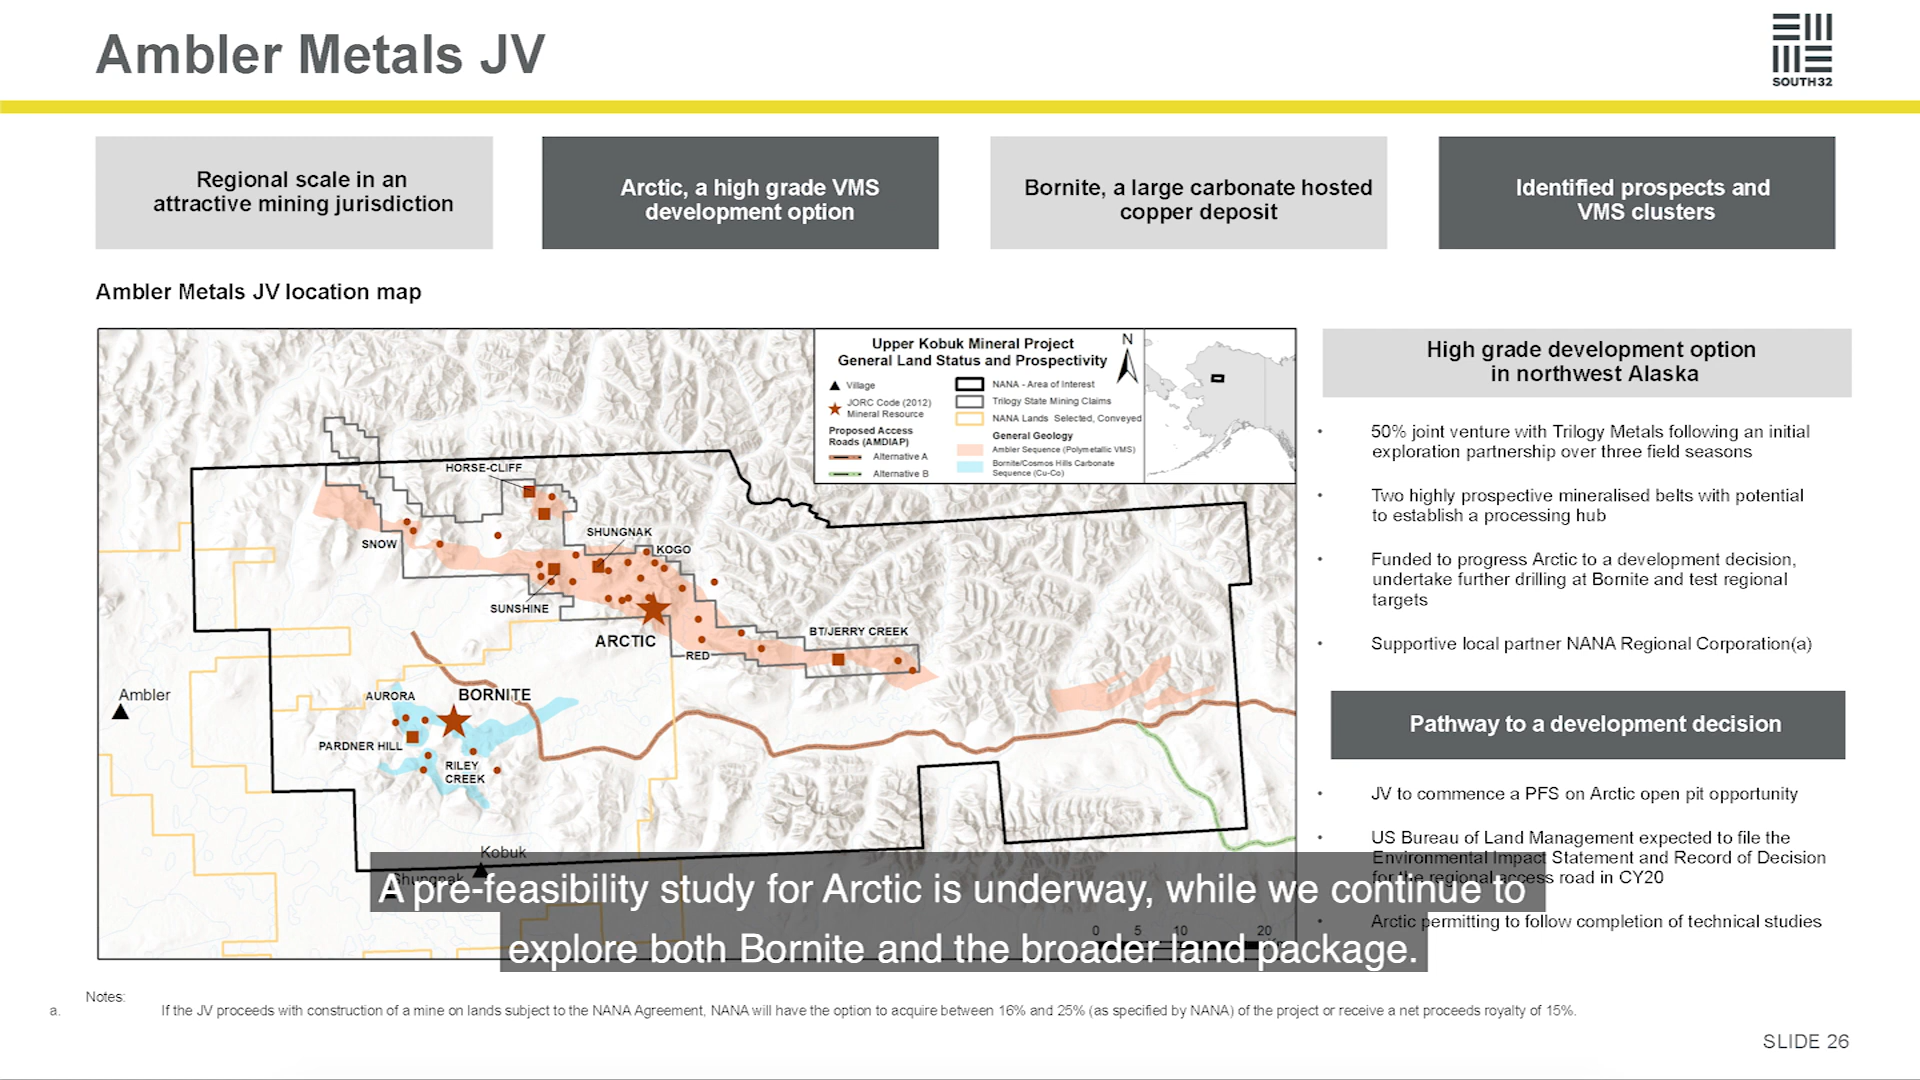 Ambler Metals JV
SOUTH32
Regional scale in an
attractive mining jurisdiction
Arctic, a high grade VMS
development option
Bornite, a large carbonate hosted
copper deposit
Identified prospects and
VMS clusters
Ambler Metals JV location map
Upper Kobuk Mineral Project
General Land Status and Prospectivity
N
Village
JORC Code (2012)
Mineral Resource
Proposed Access
Roads (AMDIAP)
Alternative A
Alternative B
NANA - Area of Interest
Trilogy State Mining Claims
NANA Lands Selected, Conveyed
General Geology
Ambler Sequence (Polymetallic VMS)
Bornite/Cosmos Hills Carbonate
Sequence (Cu-Co)
HORSE-CLIFF
SHUNGNAK
KOGO
SNOW
SUNSHINE
ARCTIC
RED
BT/JERRY CREEK
Ambler
AURORA
BORNITE
PARDNER HILL
RILEY
CREEK
Kobuk
Shungnak
0 5 10 20
High grade development option
in northwest Alaska
• 50% joint venture with Trilogy Metals following an initial
exploration partnership over three field seasons
• Two highly prospective mineralised belts with potential
to establish a processing hub
• Funded to progress Arctic to a development decision,
undertake further drilling at Bornite and test regional
targets
• Supportive local partner NANA Regional Corporation(a)
Pathway to a development decision
• JV to commence a PFS on Arctic open pit opportunity
• US Bureau of Land Management expected to file the
Environmental Impact Statement and Record of Decision
for the regional access road in CY20
• Arctic permitting to follow completion of technical studies
A pre-feasibility study for Arctic is underway, while we continue to
explore both Bornite and the broader land package.
Notes:
a. If the JV proceeds with construction of a mine on lands subject to the NANA Agreement, NANA will have the option to acquire between 16% and 25% (as specified by NANA) of the project or receive a net proceeds royalty of 15%.
SLIDE 26